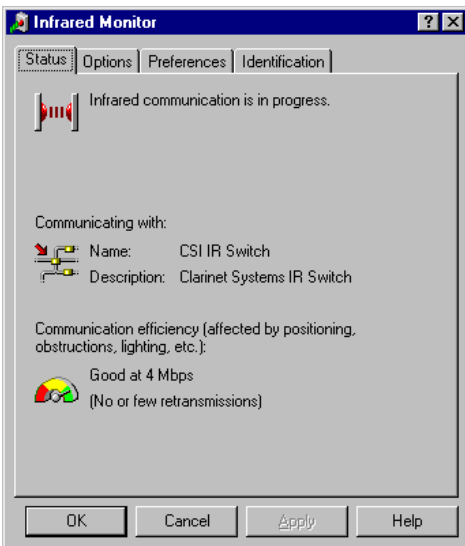 Infrared Monitor
Status Options Preferences Identification
Infrared communication is in progress.
Communicating with:
Name: CSI IR Switch
Description: Clarinet Systems IR Switch
Communication efficiency (affected by positioning,
obstructions, lighting, etc.):
Good at 4 Mbps
(No or few retransmissions)
OK Cancel Apply Help